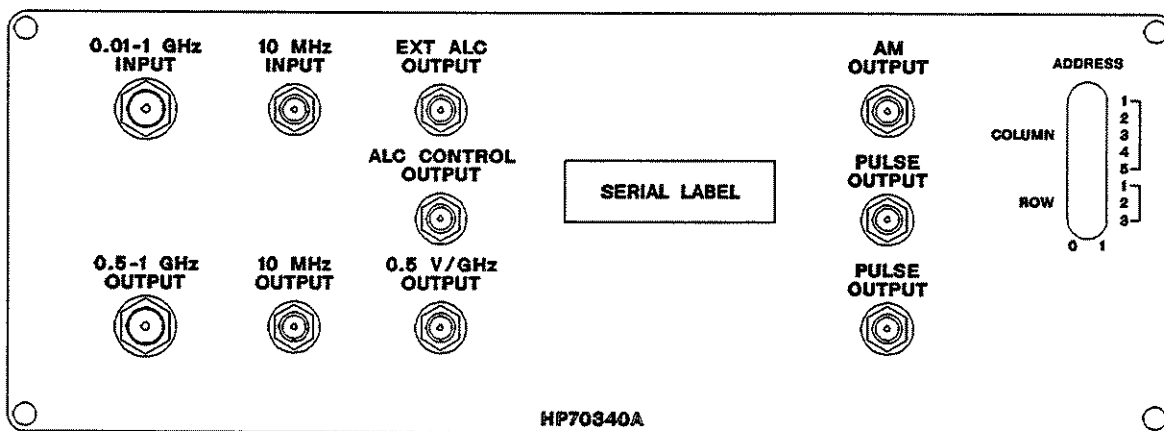 0.01-1 GHz
INPUT
10 MHz
INPUT
EXT ALC
OUTPUT
AM
OUTPUT
ADDRESS
1
2
COLUMN
3
4
5
ALC CONTROL
OUTPUT
SERIAL LABEL
PULSE
OUTPUT
1
ROW
2
3
0 1
0.5-1 GHz
OUTPUT
10 MHz
OUTPUT
0.5 V/GHz
OUTPUT
PULSE
OUTPUT
HP70340A